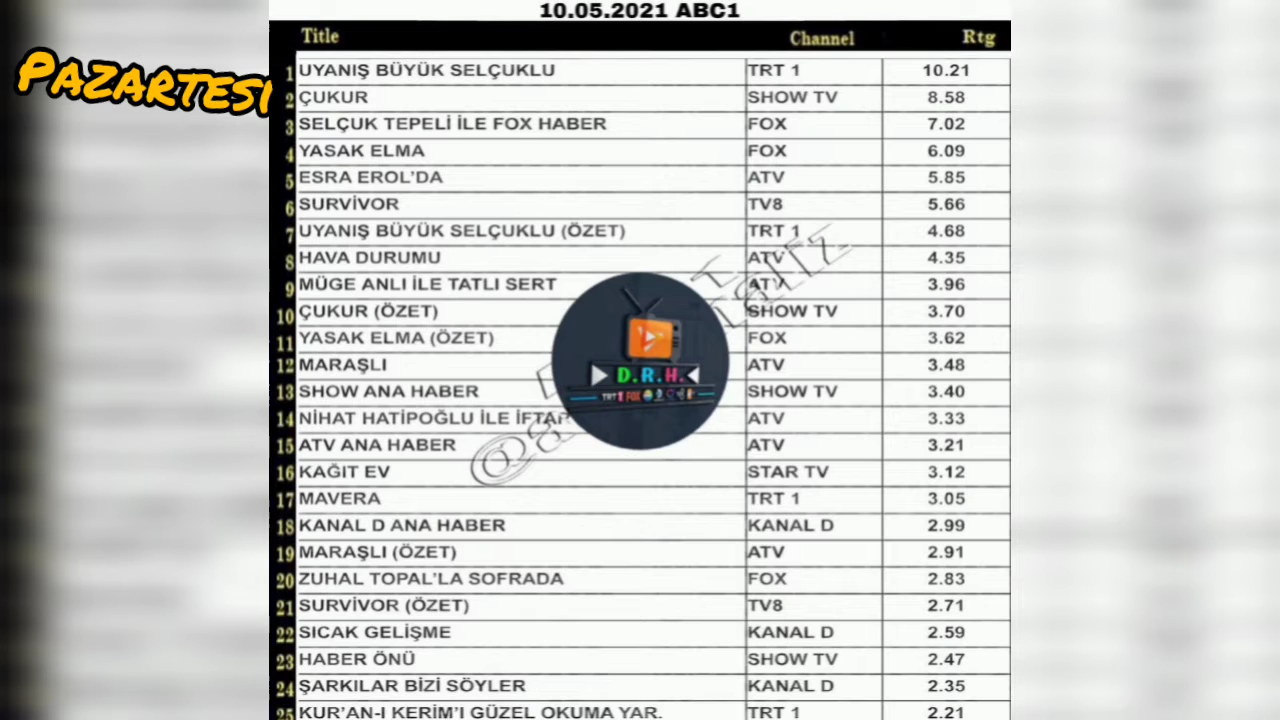 10.05.2021 ABC1
Title Channel Rtg
PAZARTESİ
1 UYANIŞ BÜYÜK SELÇUKLU TRT 1 10.21
2 ÇUKUR SHOW TV 8.58
3 SELÇUK TEPELİ İLE FOX HABER FOX 7.02
4 YASAK ELMA FOX 6.09
5 ESRA EROL'DA ATV 5.85
6 SURVİVOR TV8 5.66
7 UYANIŞ BÜYÜK SELÇUKLU (ÖZET) TRT 1 4.68
8 HAVA DURUMU ATV 4.35
9 MÜGE ANLI İLE TATLI SERT ATV 3.96
10 ÇUKUR (ÖZET) SHOW TV 3.70
11 YASAK ELMA (ÖZET) FOX 3.62
12 MARAŞLI ATV 3.48
D.R.H.
TRT 1 FOX
13 SHOW ANA HABER SHOW TV 3.40
14 NİHAT HATİPOĞLU İLE İFTAR ATV 3.33
15 ATV ANA HABER ATV 3.21
16 KAĞIT EV STAR TV 3.12
17 MAVERA TRT 1 3.05
18 KANAL D ANA HABER KANAL D 2.99
19 MARAŞLI (ÖZET) ATV 2.91
20 ZUHAL TOPAL'LA SOFRADA FOX 2.83
21 SURVİVOR (ÖZET) TV8 2.71
22 SICAK GELİŞME KANAL D 2.59
23 HABER ÖNÜ SHOW TV 2.47
24 ŞARKILAR BİZİ SÖYLER KANAL D 2.35
25 KUR'AN-I KERİM'I GÜZEL OKUMA YAR. TRT 1 2.21